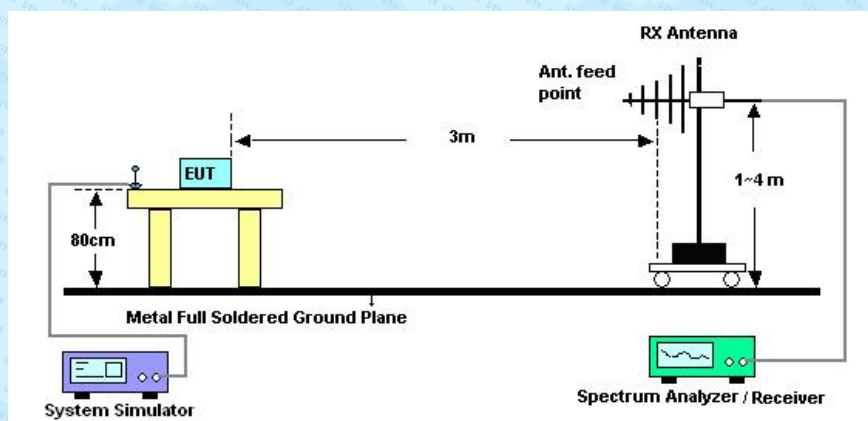 RX Antenna
Ant. feed
point
3m
EUT
1~4 m
80cm
Metal Full Soldered Ground Plane
System Simulator
Spectrum Analyzer / Receiver